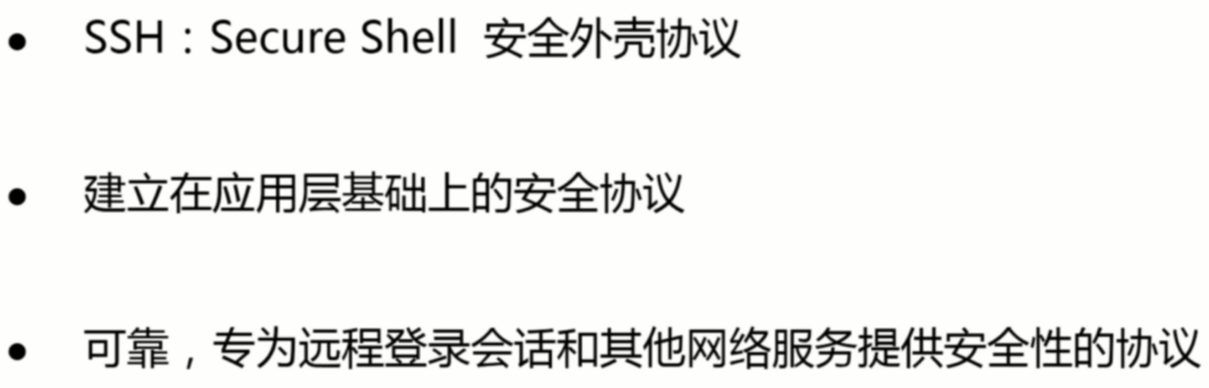 • SSH：Secure Shell 安全外壳协议
• 建立在应用层基础上的安全协议
• 可靠，专为远程登录会话和其他网络服务提供安全性的协议